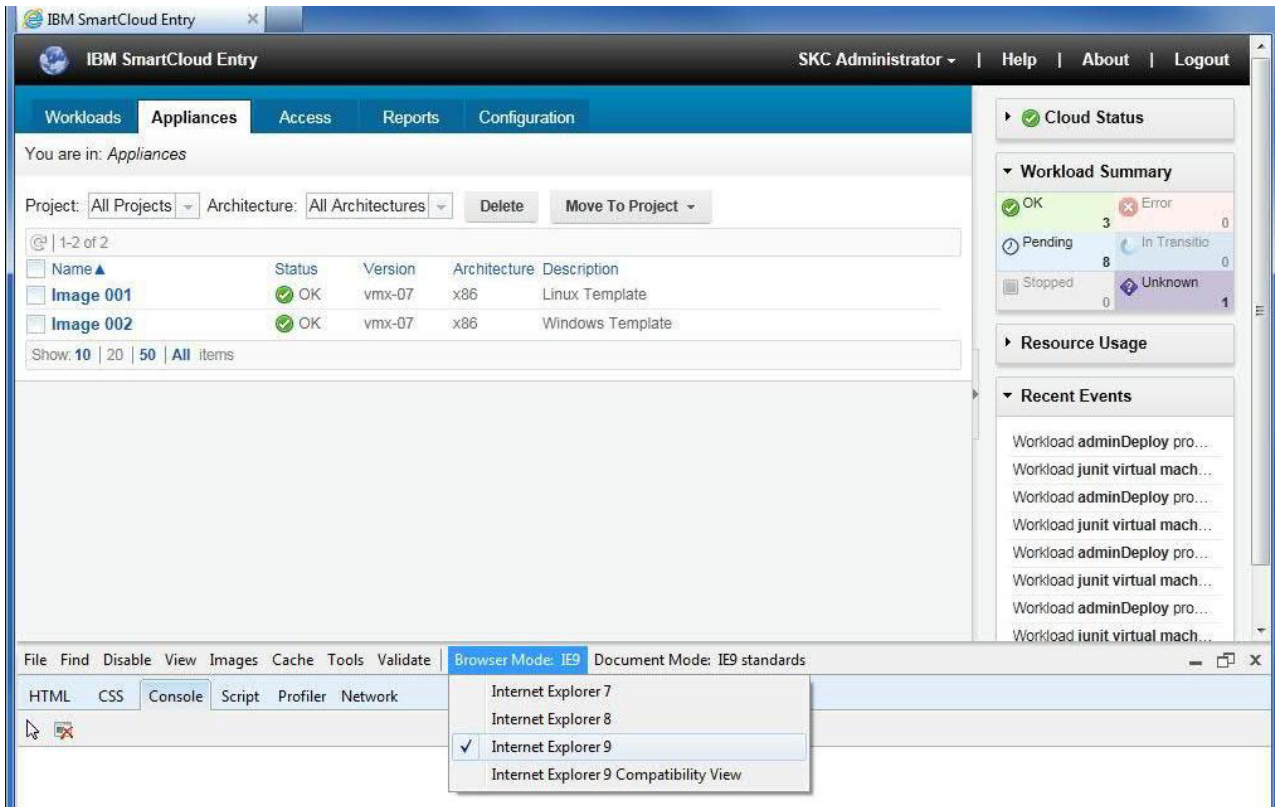 IBM SmartCloud Entry
IBM SmartCloud Entry SKC Administrator | Help | About | Logout
Workloads Appliances Access Reports Configuration
You are in: Appliances
Project: All Projects Architecture: All Architectures Delete Move To Project
1-2 of 2
Name Status Version Architecture Description
Image 001 OK vmx-07 x86 Linux Template
Image 002 OK vmx-07 x86 Windows Template
Show: 10 | 20 | 50 | All items
Cloud Status
Workload Summary
OK 3 Error 0
Pending 8 In Transitio 0
Stopped 0 Unknown 1
Resource Usage
Recent Events
Workload adminDeploy pro...
Workload junit virtual mach...
Workload adminDeploy pro...
Workload junit virtual mach...
Workload adminDeploy pro...
Workload junit virtual mach...
Workload adminDeploy pro...
Workload junit virtual mach...
File Find Disable View Images Cache Tools Validate | Browser Mode: IE9 Document Mode: IE9 standards
HTML CSS Console Script Profiler Network
Internet Explorer 7
Internet Explorer 8
Internet Explorer 9
Internet Explorer 9 Compatibility View